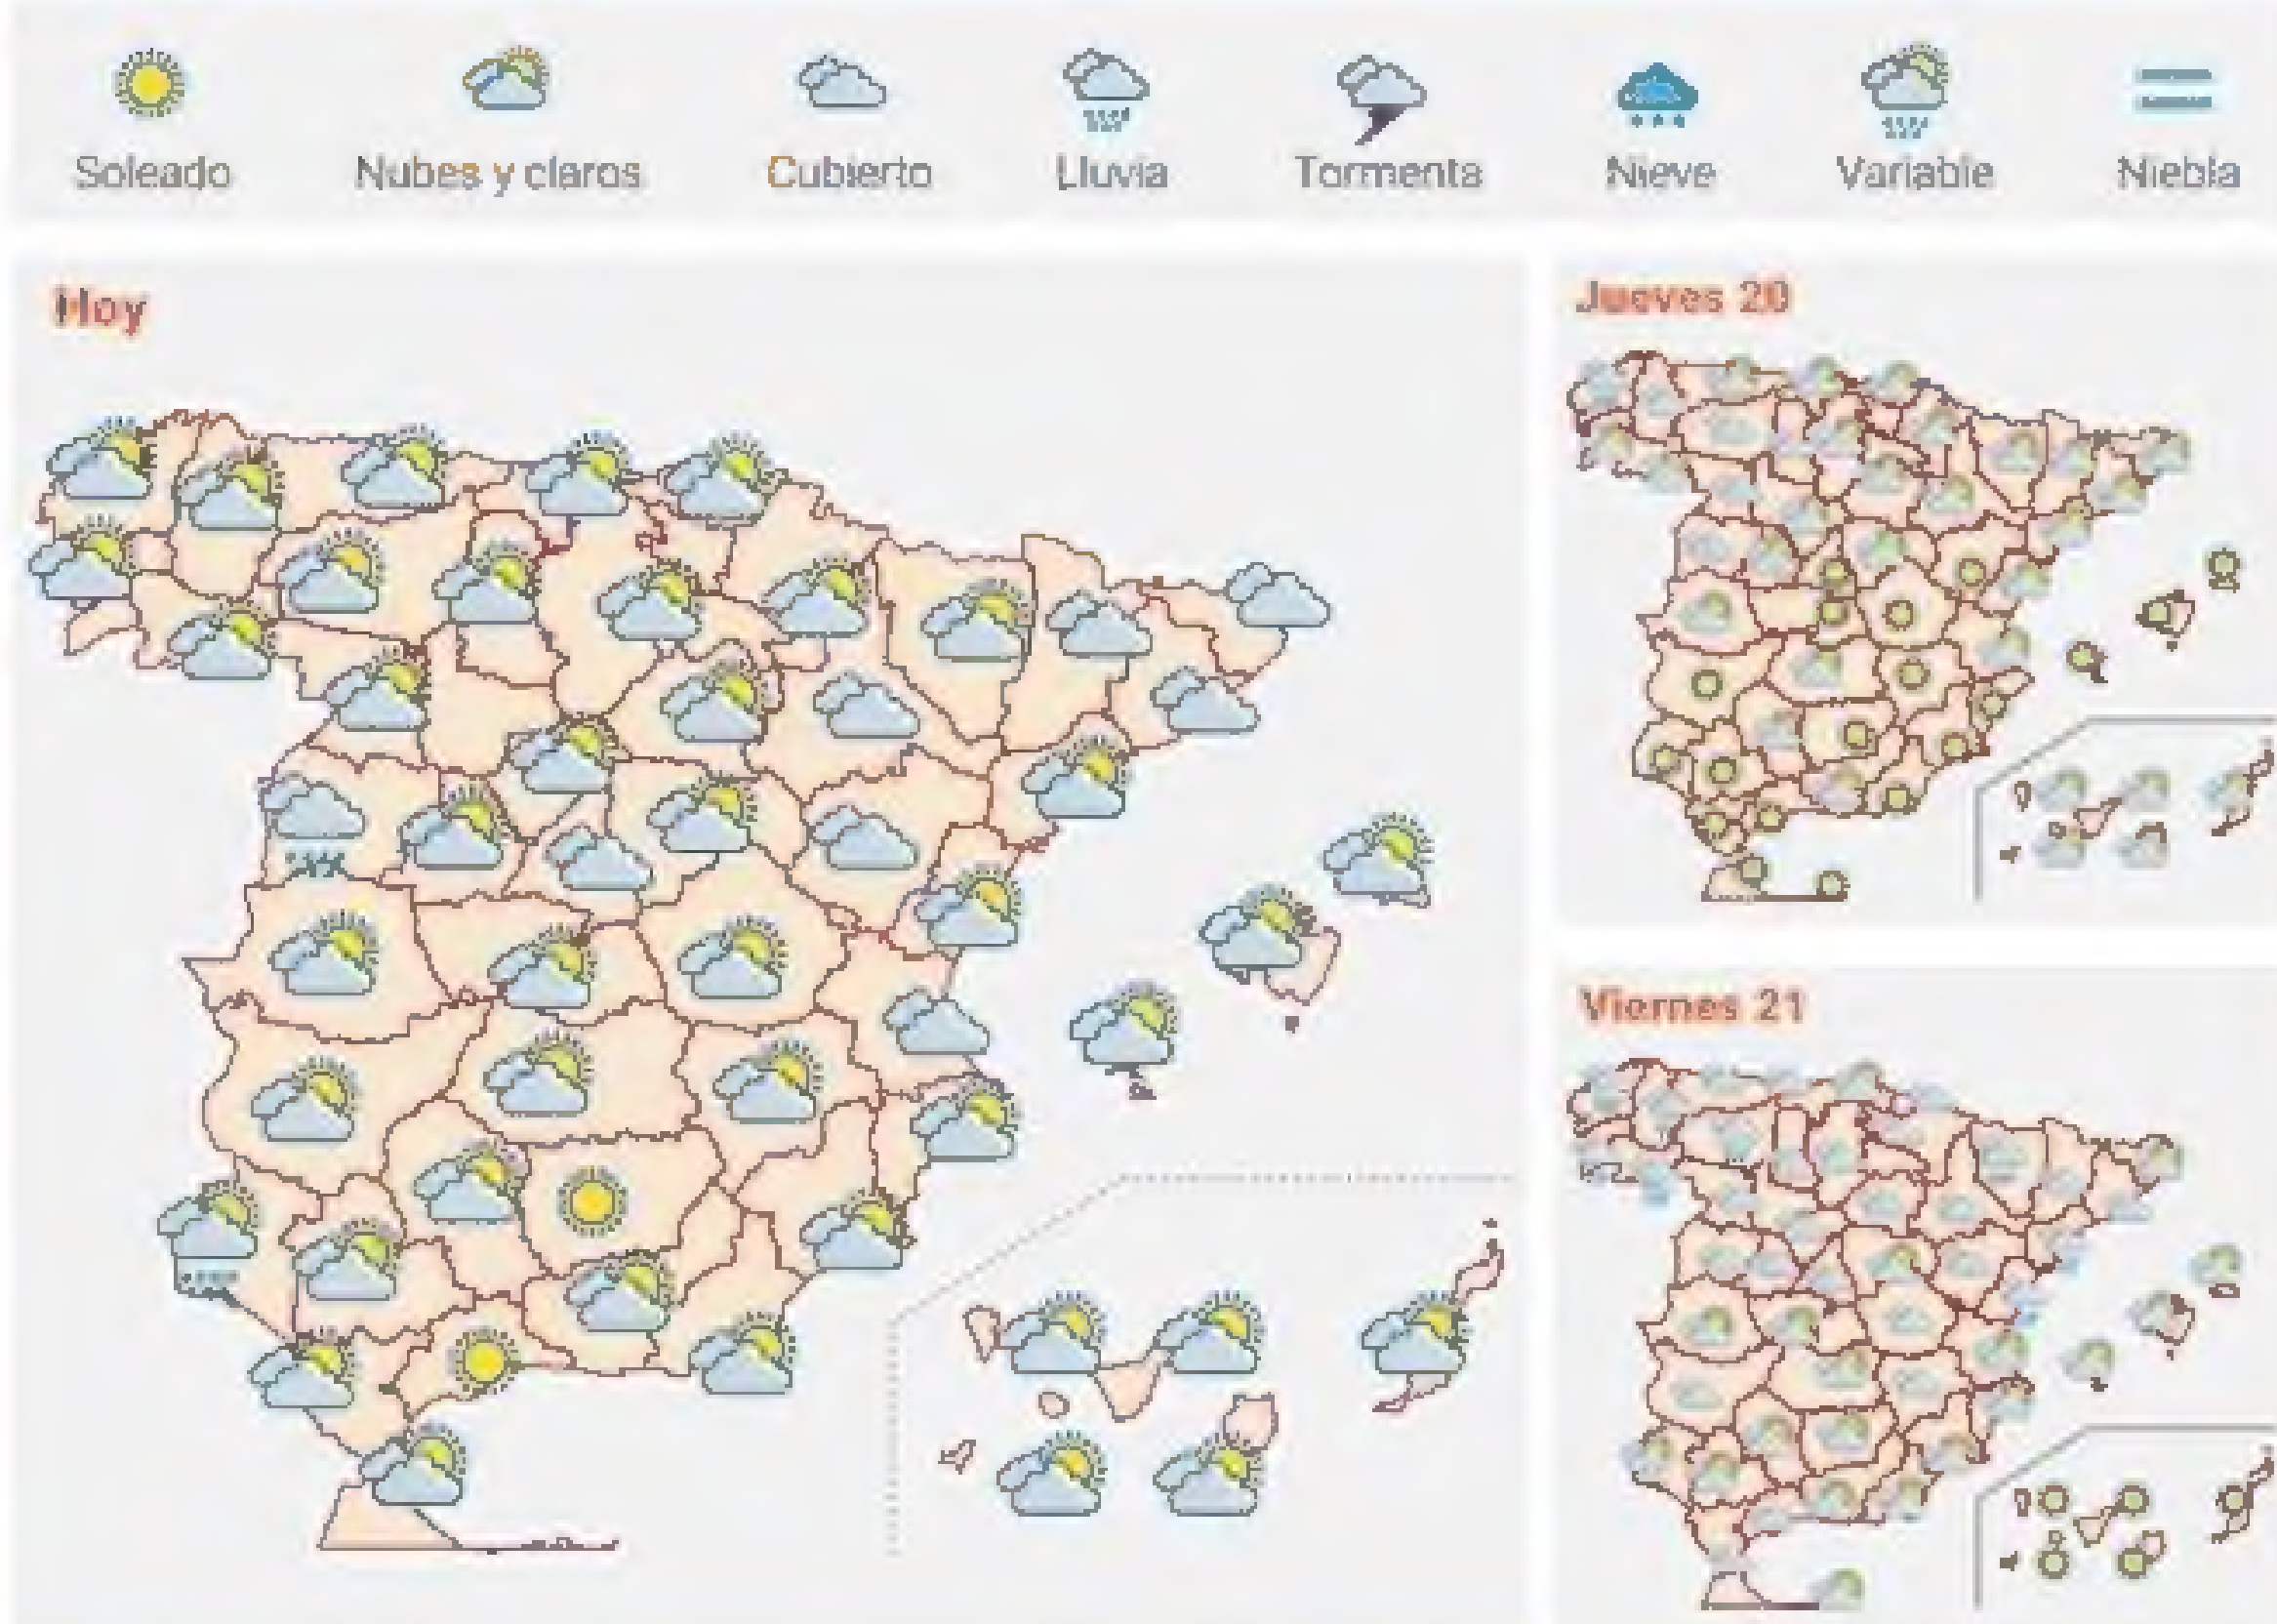 Soleado
Nubes y claros
Cubierto
Lluvia
Tormenta
Nieve
Variable
Niebla
Hoy
Jueves 20
Viernes 21